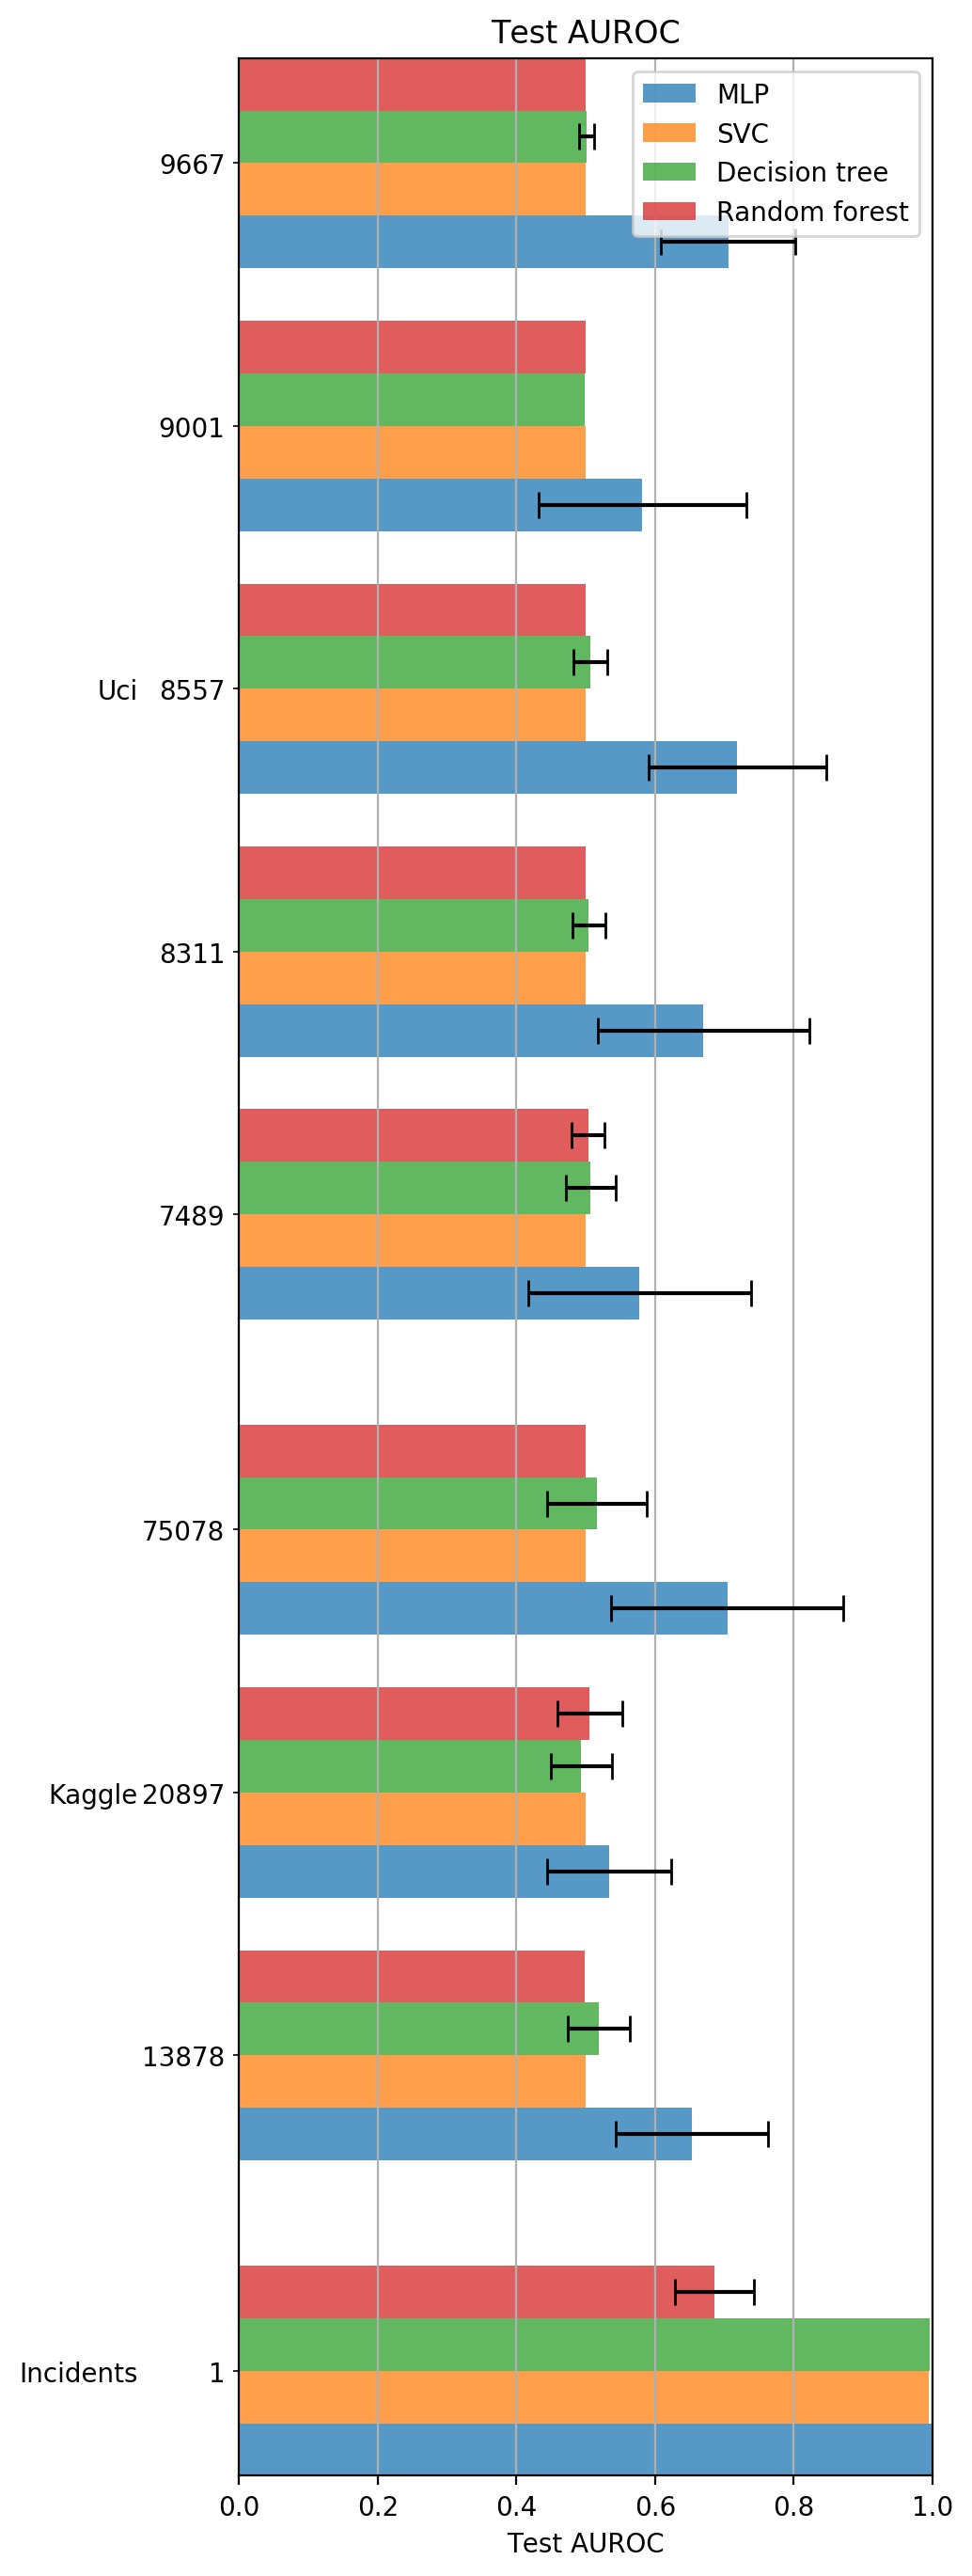 Test AUROC
MLP
SVC
Decision tree
Random forest
9667
9001
Uci 8557
8311
7489
75078
Kaggle 20897
13878
Incidents 1
0.0 0.2 0.4 0.6 0.8 1.0
Test AUROC